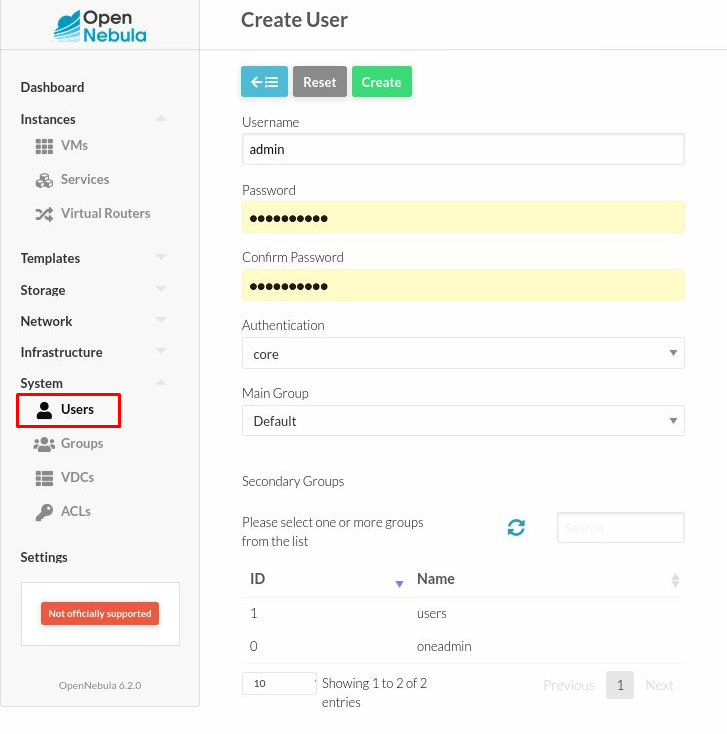 Open
Nebula
Dashboard
Instances
VMs
Services
Virtual Routers
Templates
Storage
Network
Infrastructure
System
Users
Groups
VDCs
ACLs
Settings
Not officially supported
OpenNebula 6.2.0
Create User
Reset
Create
Username
admin
Password
●●●●●●●●●●
Confirm Password
●●●●●●●●●●
Authentication
core
Main Group
Default
Secondary Groups
Please select one or more groups
from the list
Search
ID Name
1 users
0 oneadmin
10
Showing 1 to 2 of 2
entries
Previous 1 Next